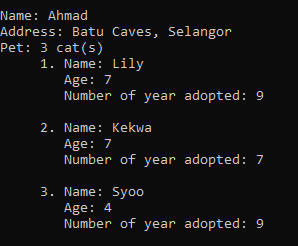 Name: Ahmad
Address: Batu Caves, Selangor
Pet: 3 cat(s)
1. Name: Lily
Age: 7
Number of year adopted: 9
2. Name: Kekwa
Age: 7
Number of year adopted: 7
3. Name: Syoo
Age: 4
Number of year adopted: 9